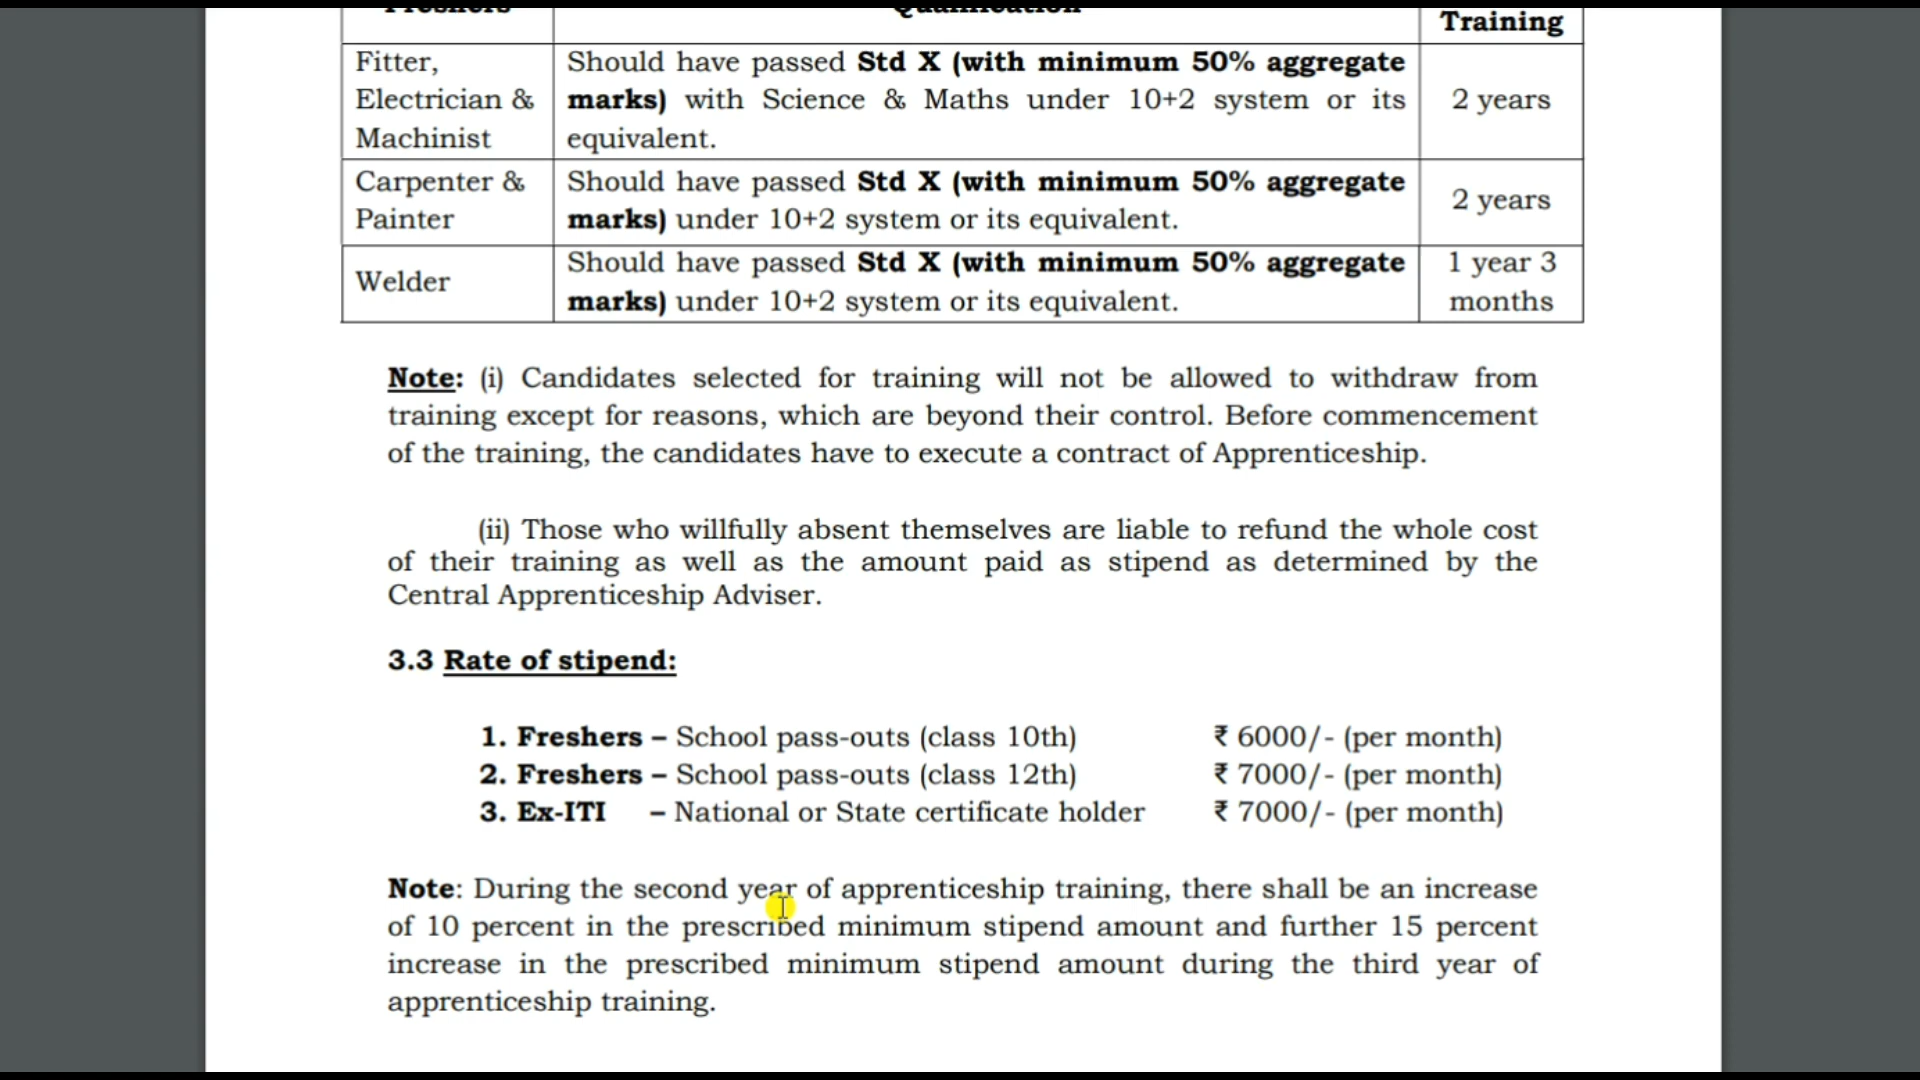 Freshers Qualification
Training
Fitter,
Electrician &
Machinist
Should have passed Std X (with minimum 50% aggregate
marks) with Science & Maths under 10+2 system or its
equivalent.
2 years
Carpenter &
Painter
Should have passed Std X (with minimum 50% aggregate
marks) under 10+2 system or its equivalent.
2 years
Welder
Should have passed Std X (with minimum 50% aggregate
marks) under 10+2 system or its equivalent.
1 year 3
months
Note: (i) Candidates selected for training will not be allowed to withdraw from
training except for reasons, which are beyond their control. Before commencement
of the training, the candidates have to execute a contract of Apprenticeship.
(ii) Those who willfully absent themselves are liable to refund the whole cost
of their training as well as the amount paid as stipend as determined by the
Central Apprenticeship Adviser.
3.3 Rate of stipend:
1. Freshers – School pass-outs (class 10th) ₹ 6000/- (per month)
2. Freshers – School pass-outs (class 12th) ₹ 7000/- (per month)
3. Ex-ITI – National or State certificate holder ₹ 7000/- (per month)
Note: During the second year of apprenticeship training, there shall be an increase
of 10 percent in the prescribed minimum stipend amount and further 15 percent
increase in the prescribed minimum stipend amount during the third year of
apprenticeship training.